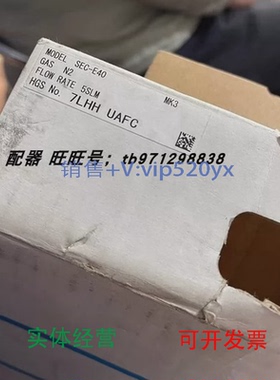 MODEL SEC-E40 MK3
GAS N2
FLOW RATE 5SLM
HGS No 7LHH UAFC
配器 旺旺号：tb971298838
销售+V:vip520yx
实体经营 可开发票